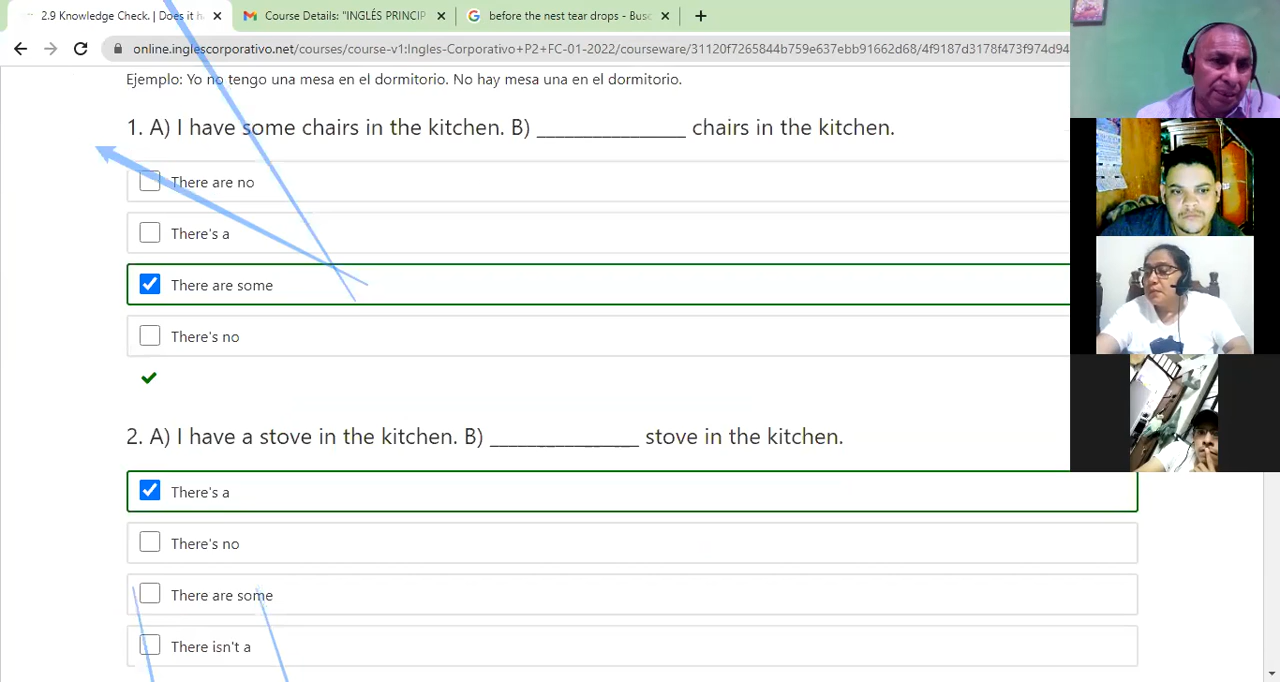 2.9 Knowledge Check. | Does it ha
Course Details: "INGLÉS PRINCIP
before the nest tear drops - Busc
online.inglescorporativo.net/courses/course-v1:Ingles-Corporativo+P2+FC-01-2022/courseware/31120f7265844b759e637ebb91662d68/4f9187d3178f473f974d94
Ejemplo: Yo no tengo una mesa en el dormitorio. No hay mesa una en el dormitorio.
1. A) I have some chairs in the kitchen. B) ________________ chairs in the kitchen.
There are no
There's a
There are some
There's no
2. A) I have a stove in the kitchen. B) ________________ stove in the kitchen.
There's a
There's no
There are some
There isn't a